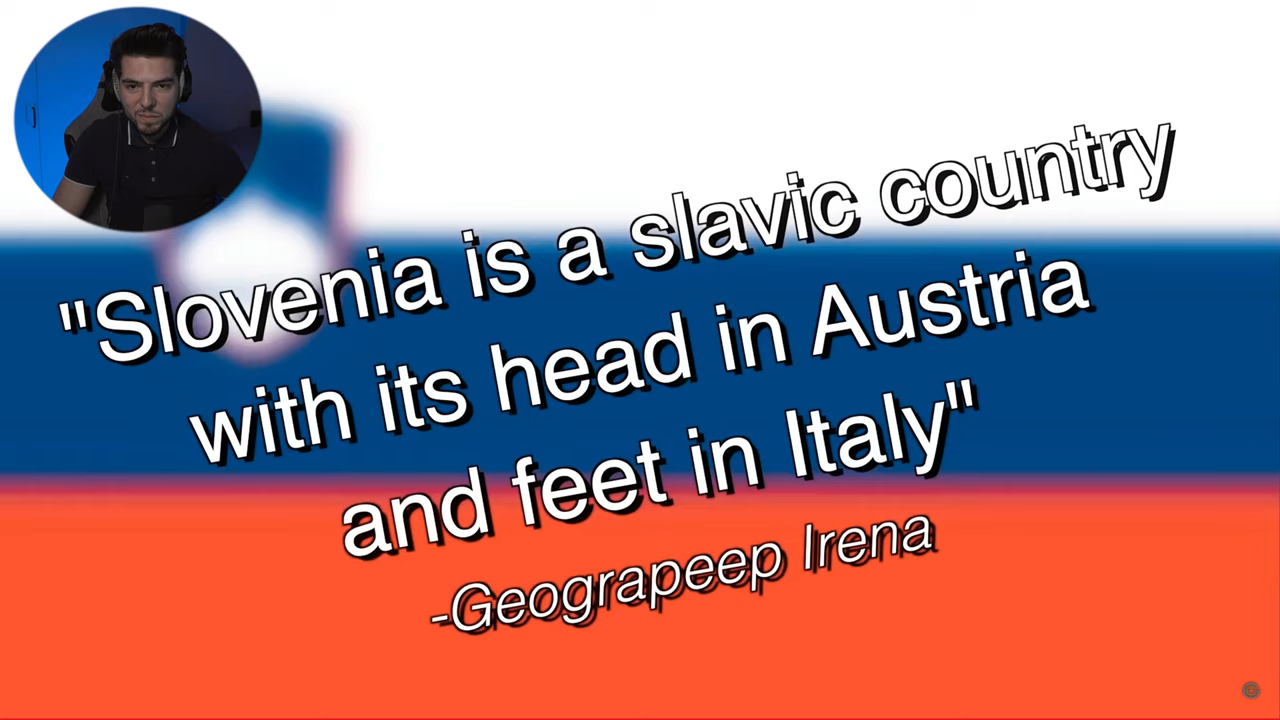 "Slovenia is a slavic country
with its head in Austria
and feet in Italy"
-Geograpeep Irena